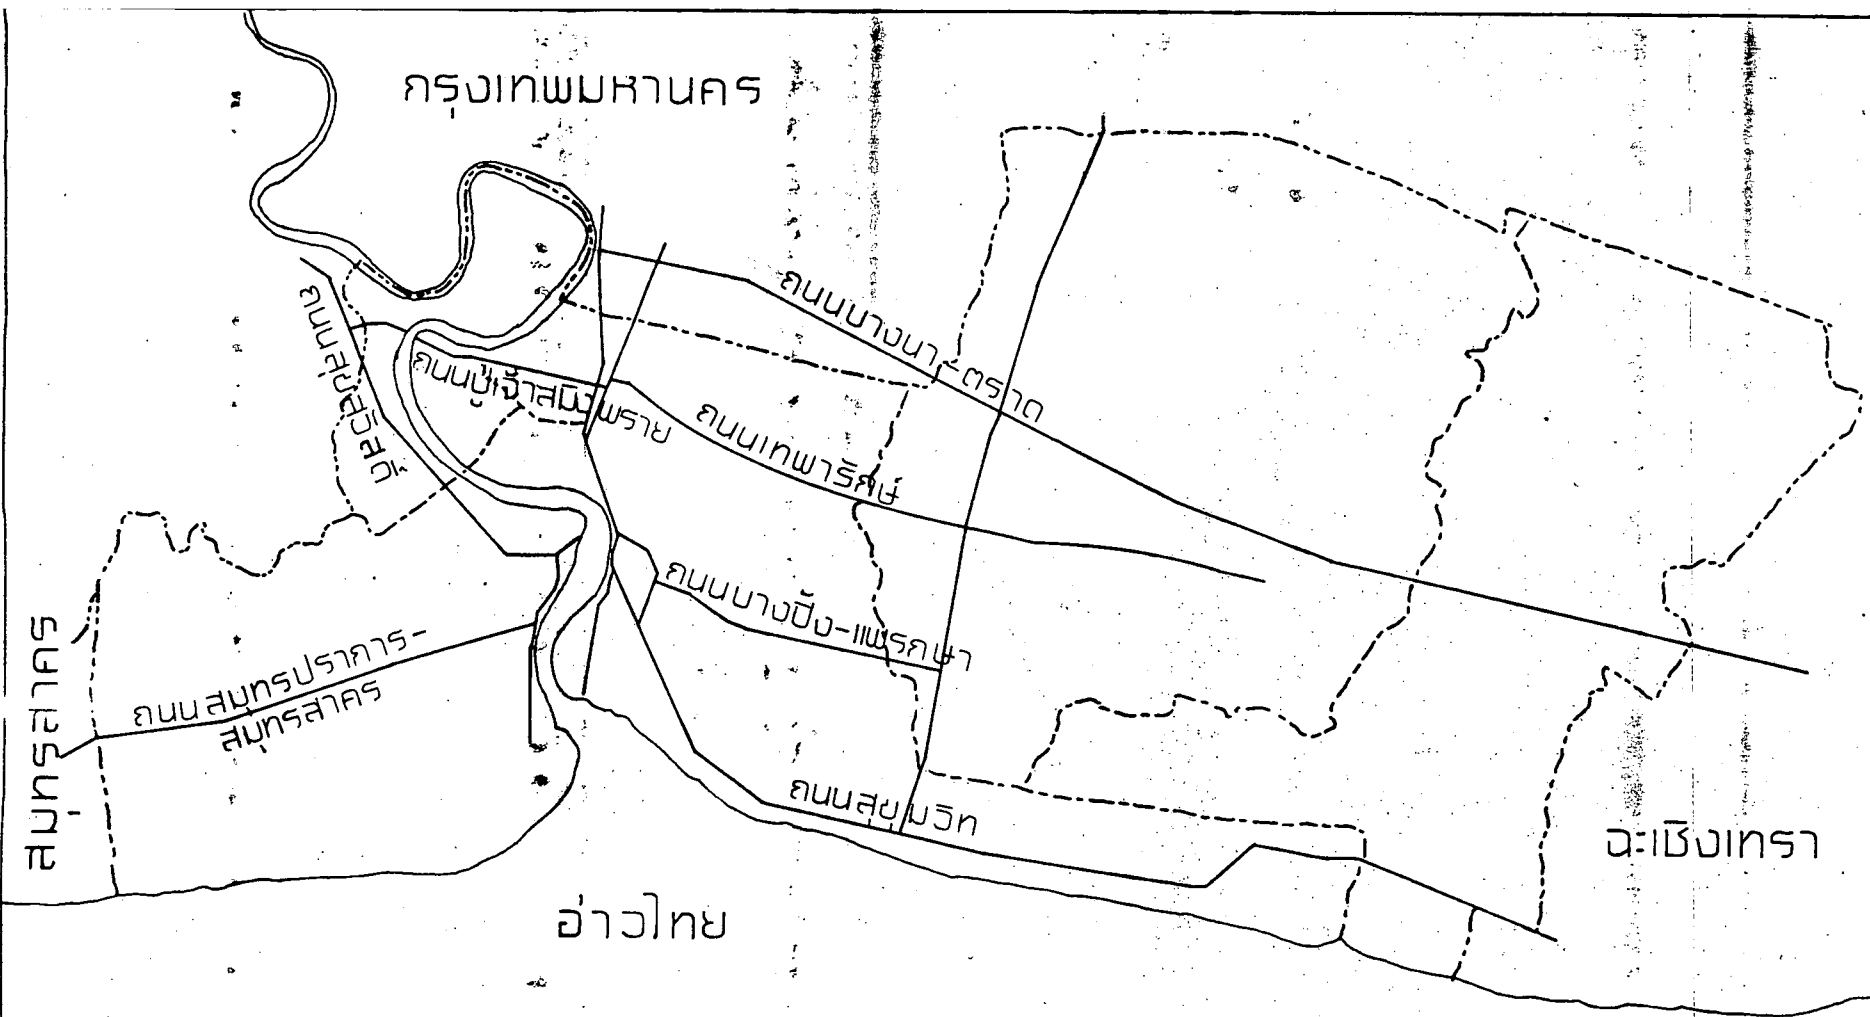 กรุงเทพมหานคร
ถนนสุขสวัสดิ์
ถนนปู่เจ้าสมิงพราย
ถนนบางนา-ตราด
ถนนเทพารักษ์
ถนนบางปิ้ง-แพรกษา
ถนนสมุทรปราการ-
สมุทรสาคร
สมุทรสาคร
ถนนสุขุมวิท
ฉะเชิงเทรา
อ่าวไทย